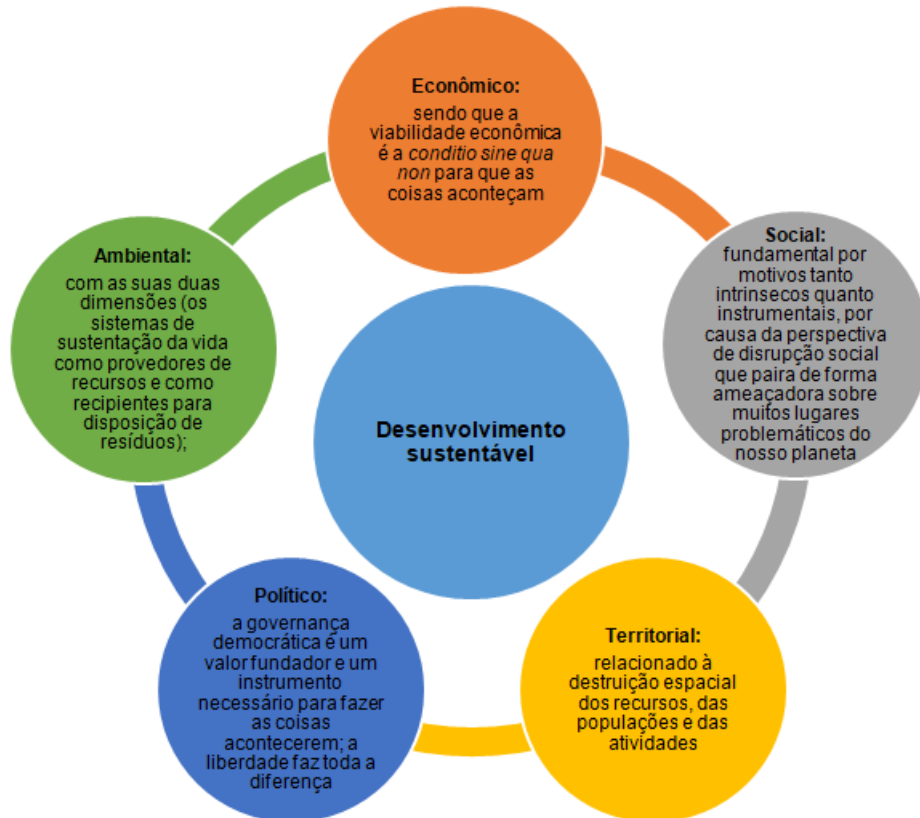 Econômico:
sendo que a
viabilidade econômica
é a conditio sine qua
non para que as
coisas aconteçam
Social:
fundamental por
motivos tanto
intrinsecos quanto
instrumentais, por
causa da perspectiva
de disrupção social
que paira de forma
ameaçadora sobre
muitos lugares
problemáticos do
nosso planeta
Territorial:
relacionado à
destruição espacial
dos recursos, das
populações e das
atividades
Político:
a governança
democrática é um
valor fundador e um
instrumento
necessário para fazer
as coisas
acontecerem; a
liberdade faz toda a
diferença
Ambiental:
com as suas duas
dimensões (os
sistemas de
sustentação da vida
como provedores de
recursos e como
recipientes para
disposição de
resíduos);
Desenvolvimento
sustentável